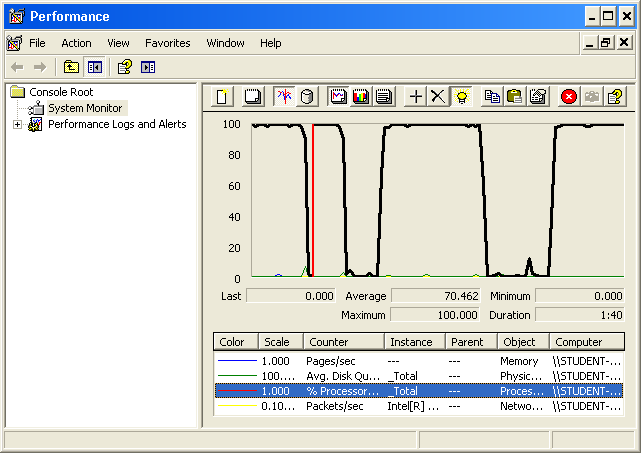 Performance
File Action View Favorites Window Help
Console Root
System Monitor
Performance Logs and Alerts
100
80
60
40
20
0
Last 0.000 Average 70.462 Minimum 0.000
Maximum 100.000 Duration 1:40
Color Scale Counter Instance Parent Object Computer
1.000 Pages/sec --- --- Memory \\STUDENT-...
100.... Avg. Disk Qu... _Total --- Physic... \\STUDENT-...
1.000 % Processor... _Total --- Proces... \\STUDENT-...
0.10... Packets/sec Intel[R] ... --- Netwo... \\STUDENT-...